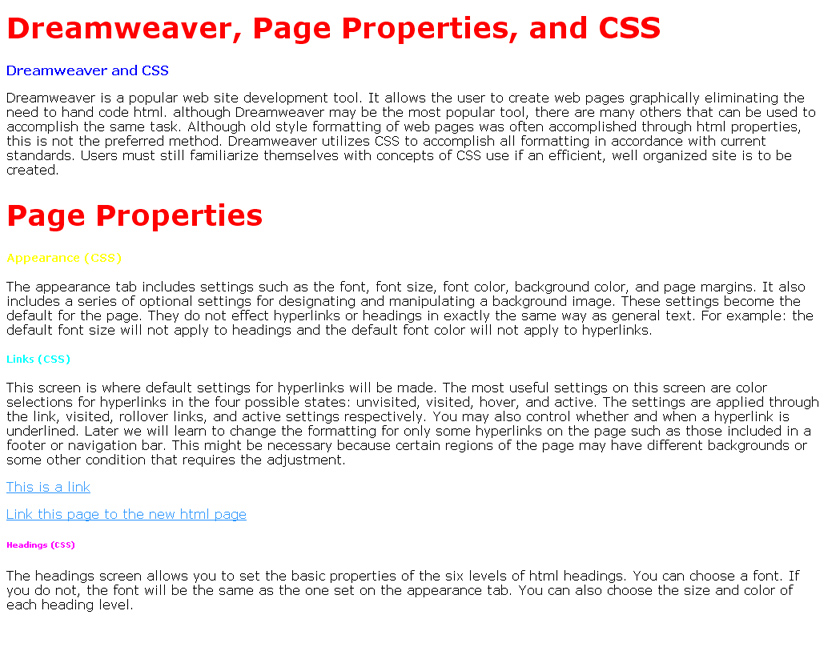 Dreamweaver, Page Properties, and CSS
Dreamweaver and CSS
Dreamweaver is a popular web site development tool. It allows the user to create web pages graphically eliminating the
need to hand code html. although Dreamweaver may be the most popular tool, there are many others that can be used to
accomplish the same task. Although old style formatting of web pages was often accomplished through html properties,
this is not the preferred method. Dreamweaver utilizes CSS to accomplish all formatting in accordance with current
standards. Users must still familiarize themselves with concepts of CSS use if an efficient, well organized site is to be
created.
Page Properties
Appearance (CSS)
The appearance tab includes settings such as the font, font size, font color, background color, and page margins. It also
includes a series of optional settings for designating and manipulating a background image. These settings become the
default for the page. They do not effect hyperlinks or headings in exactly the same way as general text. For example: the
default font size will not apply to headings and the default font color will not apply to hyperlinks.
Links (CSS)
This screen is where default settings for hyperlinks will be made. The most useful settings on this screen are color
selections for hyperlinks in the four possible states: unvisited, visited, hover, and active. The settings are applied through
the link, visited, rollover links, and active settings respectively. You may also control whether and when a hyperlink is
underlined. Later we will learn to change the formatting for only some hyperlinks on the page such as those included in a
footer or navigation bar. This might be necessary because certain regions of the page may have different backgrounds or
some other condition that requires the adjustment.
This is a link
Link this page to the new html page
Headings (CSS)
The headings screen allows you to set the basic properties of the six levels of html headings. You can choose a font. If
you do not, the font will be the same as the one set on the appearance tab. You can also choose the size and color of
each heading level.